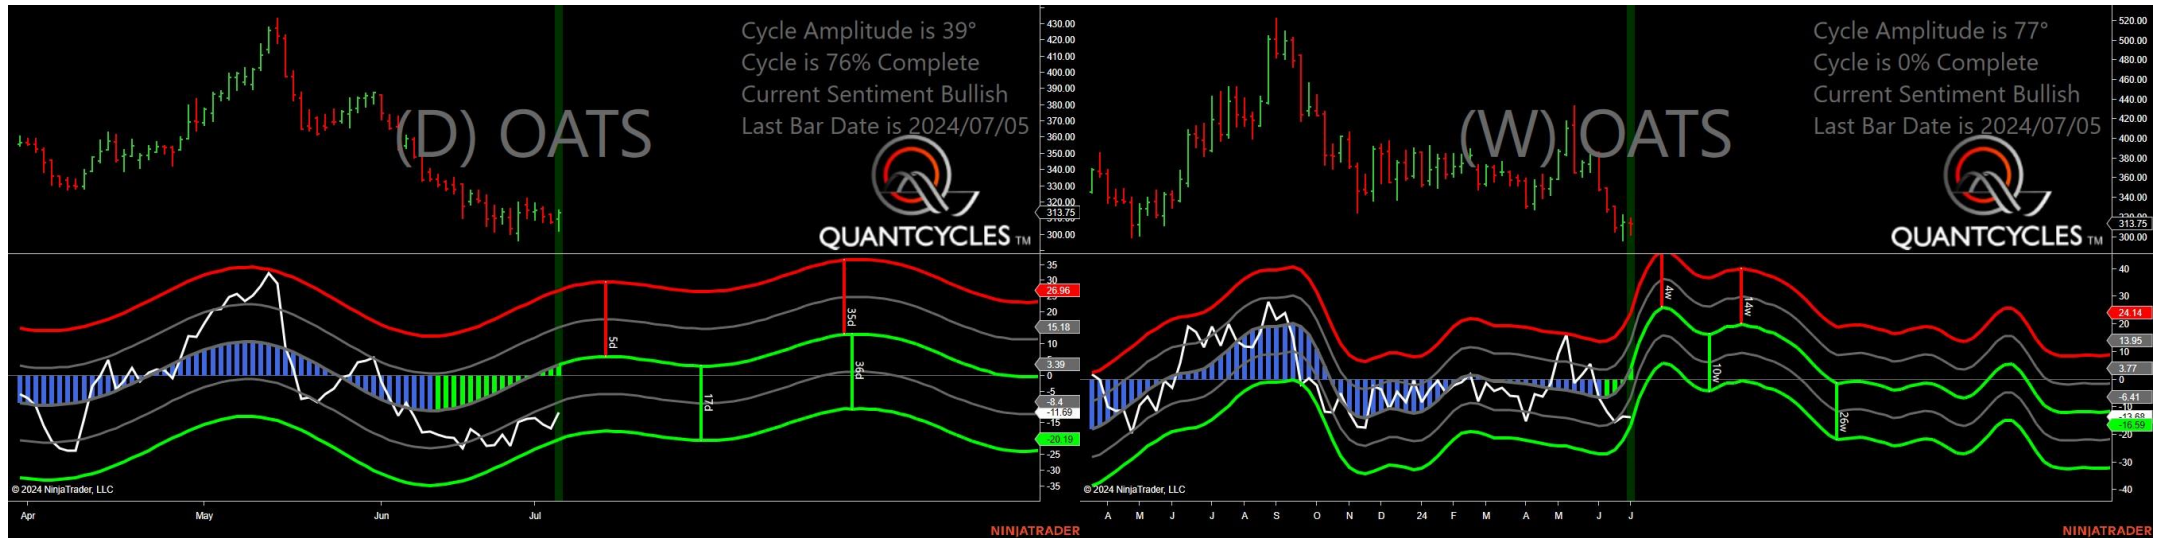 Cycle Amplitude is 39°
Cycle is 76% Complete
Current Sentiment Bullish
Last Bar Date is 2024/07/05
(D) OATS
QUANTCYCLES TM
430.00
420.00
410.00
400.00
390.00
380.00
370.00
360.00
350.00
340.00
330.00
320.00
313.75
300.00
35
30
26.96
25
20
15.18
10
5
3.39
0
-5
-8.4
-11.69
-15
-20.19
-25
-30
-35
5d
17d
35d
36d
© 2024 NinjaTrader, LLC
Apr
May
Jun
Jul
NINJATRADER
Cycle Amplitude is 77°
Cycle is 0% Complete
Current Sentiment Bullish
Last Bar Date is 2024/07/05
(W) OATS
QUANTCYCLES TM
520.00
500.00
480.00
460.00
440.00
420.00
400.00
380.00
360.00
340.00
313.75
300.00
40
30
24.14
20
13.95
10
3.77
0
-6.41
-10
-13.68
-16.59
-20
-30
-40
4w
10w
14w
26w
© 2024 NinjaTrader, LLC
A M J J A S O N D 24 F M A M J J
NINJATRADER